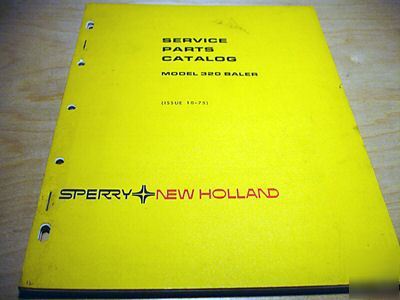 SERVICE
PARTS
CATALOG
MODEL 320 BALER
(ISSUE 10-75)
SPERRY NEW HOLLAND